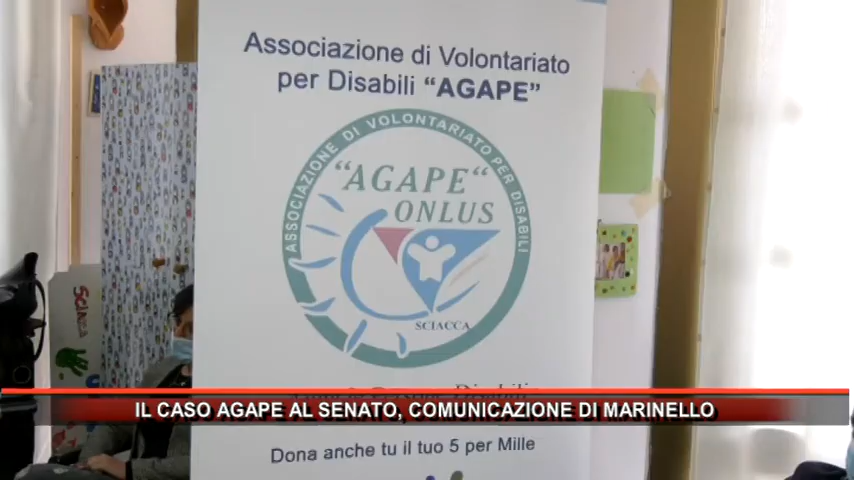 Associazione di Volontariato
per Disabili “AGAPE”
ASSOCIAZIONE DI VOLONTARIATO PER DISABILI
“AGAPE“
ONLUS
SCIACCA
SCIACCA
IL CASO AGAPE AL SENATO, COMUNICAZIONE DI MARINELLO
Dona anche tu il tuo 5 per Mille